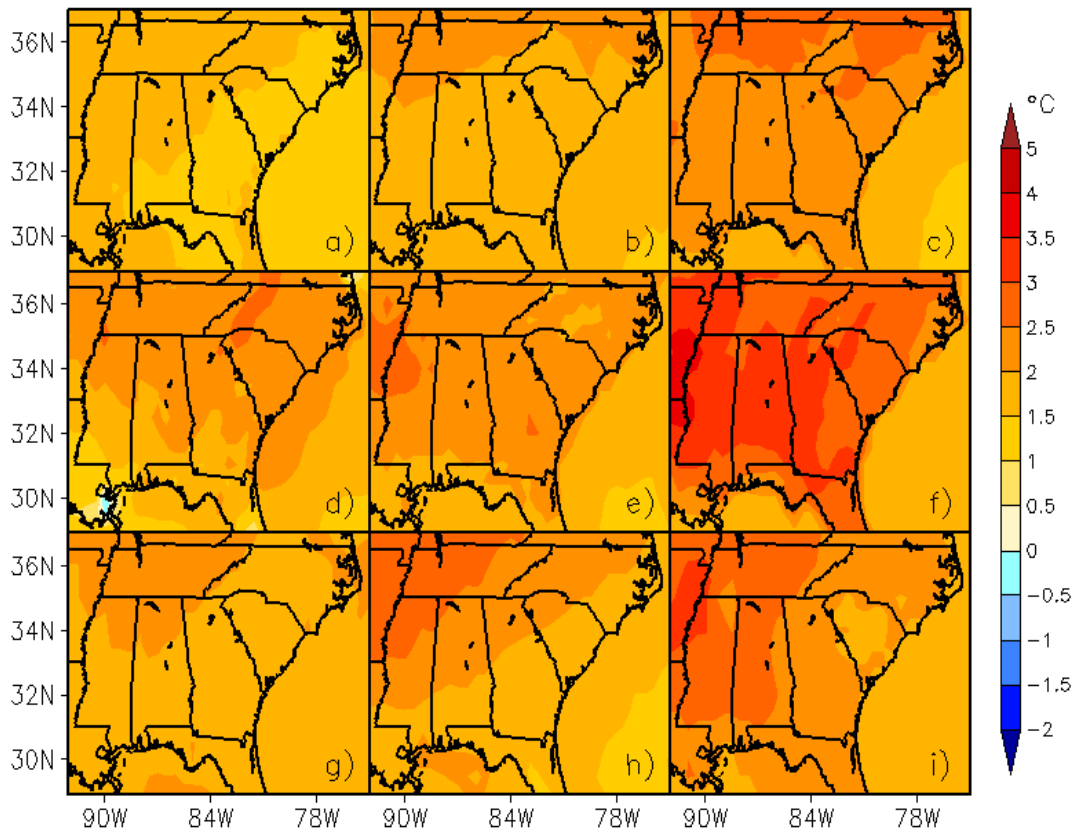 36N
34N
32N
30N
a)
b)
c)
36N
34N
32N
30N
d)
e)
f)
36N
34N
32N
30N
g)
h)
i)
90W 84W 78W 90W 84W 78W 90W 84W 78W
°C
5
4
3.5
3
2.5
2
1.5
1
0.5
0
−0.5
−1
−1.5
−2